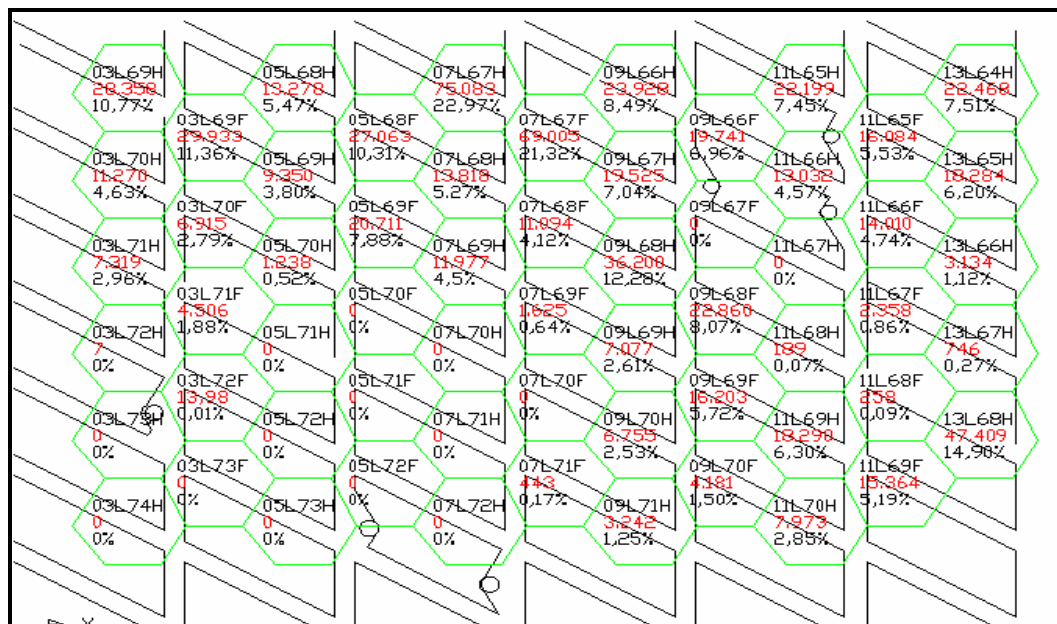 03L69H
28.358
10,77%
03L70H
11.270
4,63%
03L71H
7.319
2,96%
03L72H
7
0%
03L73H
0
0%
03L74H
0
0%
03L69F
29.933
11,36%
03L70F
6.915
2,79%
03L71F
4.506
1,88%
03L72F
13,98
0,01%
03L73F
0
0%
05L68H
13.278
5,47%
05L69H
9.350
3,80%
05L70H
1.238
0,52%
05L71H
0
0%
05L72H
0
0%
05L73H
0
0%
05L68F
27.063
10,31%
05L69F
20.711
7,88%
05L70F
0
0%
05L71F
0
0%
05L72F
0
0%
07L67H
75.083
22,97%
07L68H
13.818
5,27%
07L69H
11.977
4,5%
07L70H
0
0%
07L71H
0
0%
07L72H
0
0%
07L67F
69.005
21,32%
07L68F
11.094
4,12%
07L69F
1.625
0,64%
07L70F
0
0%
07L71F
443
0,17%
09L66H
23.928
8,49%
09L67H
19.525
7,04%
09L68H
36.200
12,28%
09L69H
7.077
2,61%
09L70H
6.755
2,53%
09L71H
3.242
1,25%
09L66F
19.741
6,96%
09L67F
0
0%
09L68F
22.860
8,07%
09L69F
16.203
5,72%
09L70F
4.181
1,50%
11L65H
22.199
7,45%
11L66H
13.032
4,57%
11L67H
0
0%
11L68H
189
0,07%
11L69H
18.290
6,30%
11L70H
7.973
2,85%
11L65F
16.084
5,53%
11L66F
14.010
4,74%
11L67F
2.358
0,86%
11L68F
258
0,09%
11L69F
15.364
5,19%
13L64H
22.468
7,51%
13L65H
18.284
6,20%
13L66H
3.134
1,12%
13L67H
746
0,27%
13L68H
47.409
14,90%